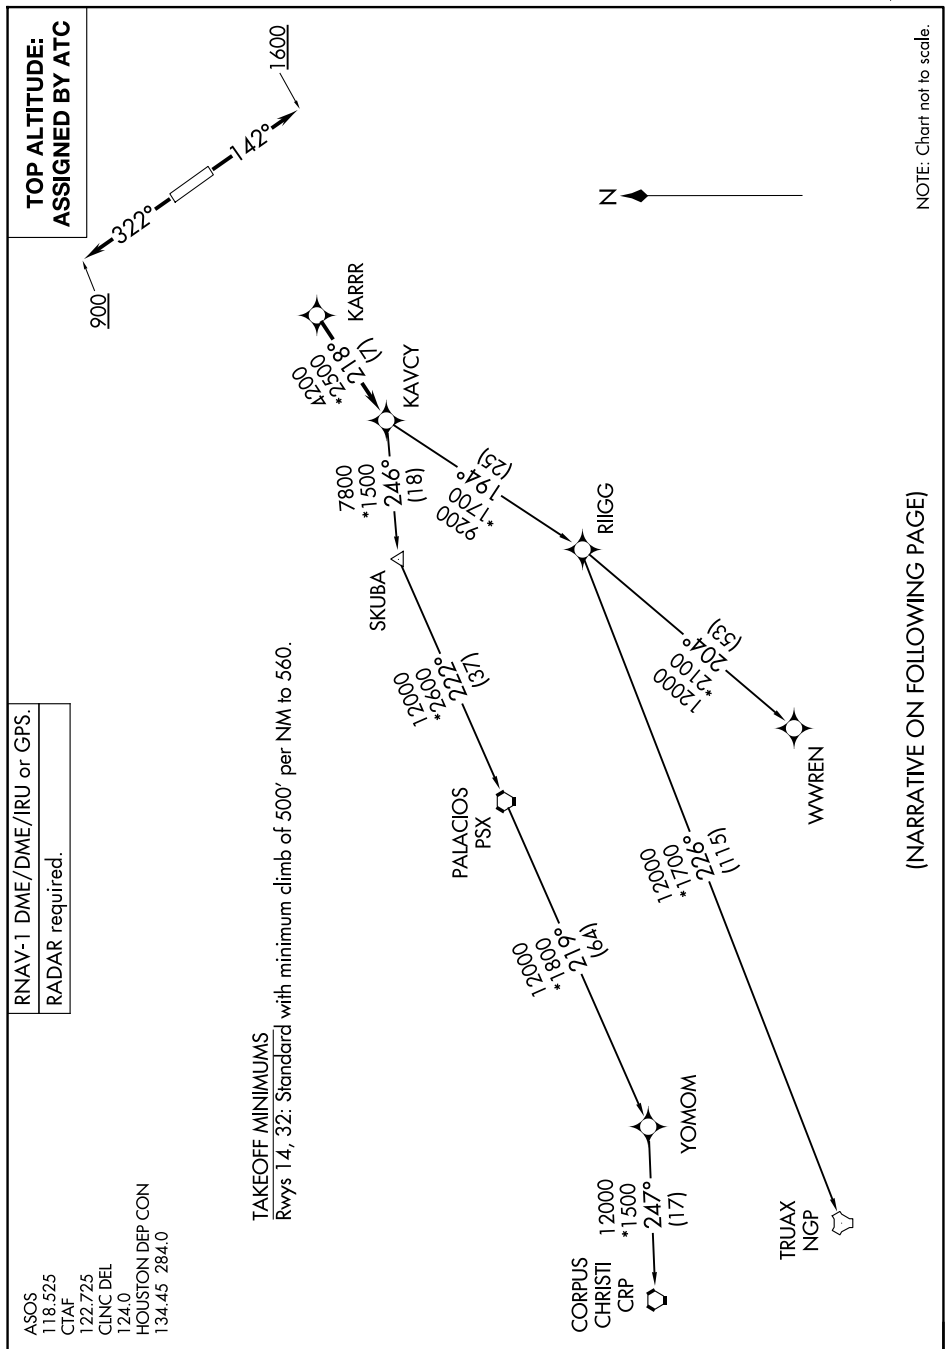 TOP ALTITUDE:
ASSIGNED BY ATC
RNAV-1 DME/DME/IRU or GPS.
RADAR required.
ASOS
118.525
CTAF
122.725
CLNC DEL
124.0
HOUSTON DEP CON
134.45 284.0
TAKEOFF MINIMUMS
Rwys 14, 32: Standard with minimum climb of 500' per NM to 560.
900
322°
142°
1600
KARRR
4200
*2500
218°
(7)
KAVCY
7800
*1500
246°
(18)
SKUBA
9200
*1700
194°
(25)
RIIGG
12000
*2600
222°
(37)
PALACIOS
PSX
12000
*2100
204°
(53)
WWREN
12000
*1800
219°
(64)
YOMOM
12000
*1700
226°
(115)
TRUAX
NGP
12000
*1500
247°
(17)
CORPUS
CHRISTI
CRP
N
NOTE: Chart not to scale.
(NARRATIVE ON FOLLOWING PAGE)